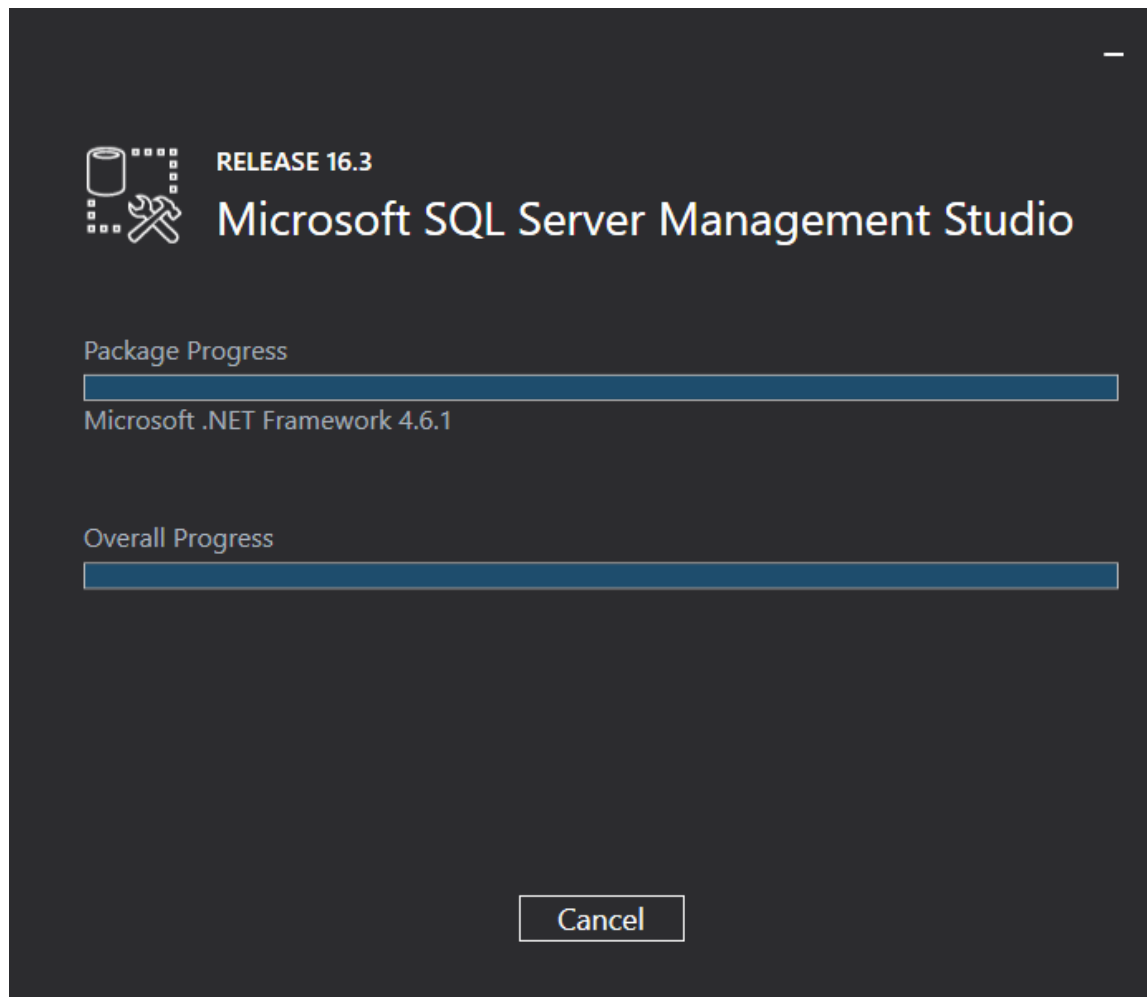 RELEASE 16.3
Microsoft SQL Server Management Studio
Package Progress
Microsoft .NET Framework 4.6.1
Overall Progress
Cancel